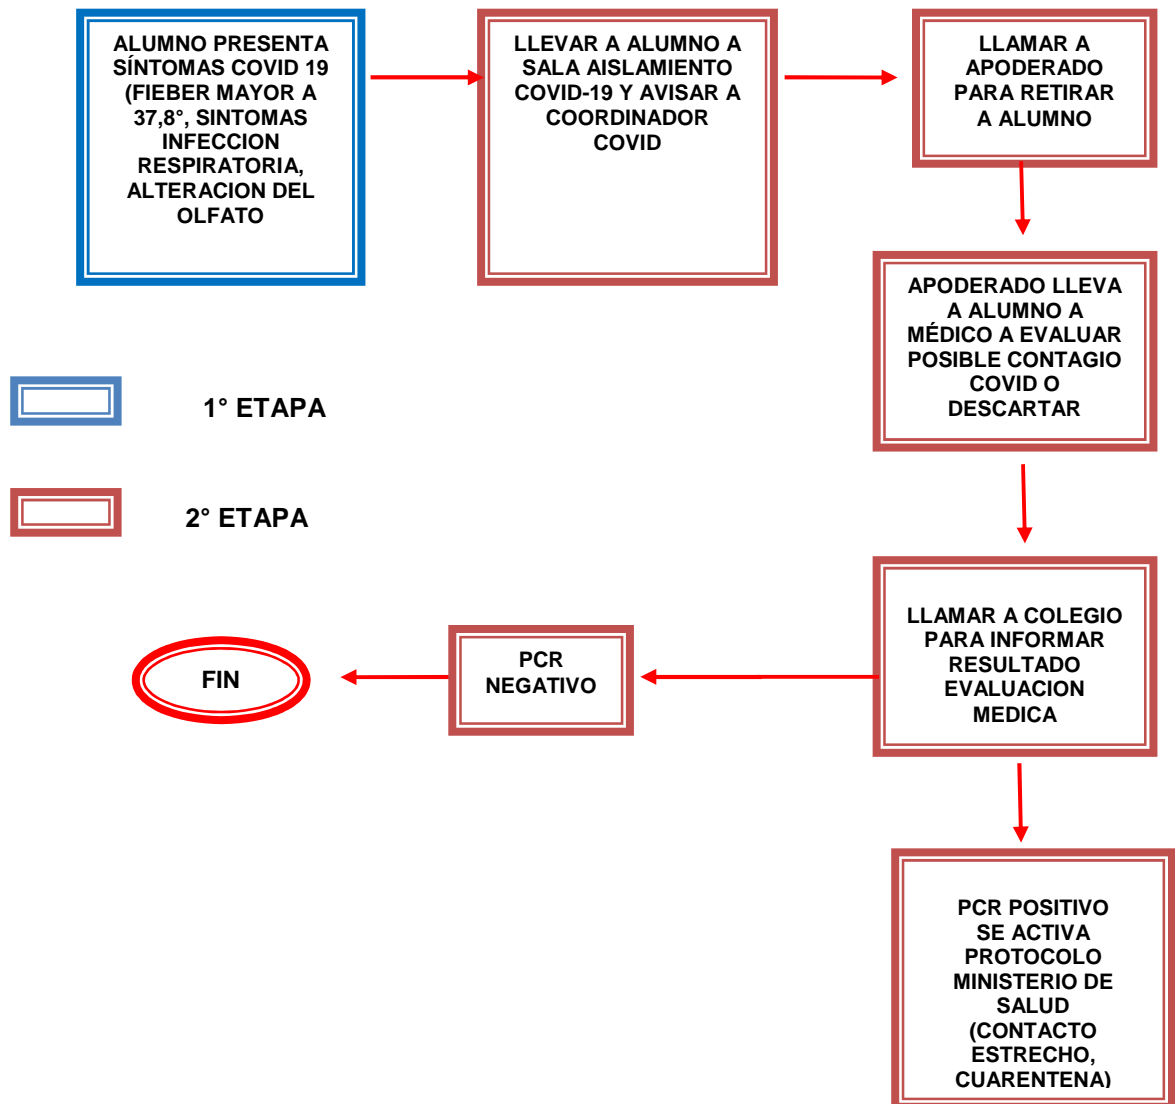 ALUMNO PRESENTA
SÍNTOMAS COVID 19
(FIEBER MAYOR A
37,8°, SINTOMAS
INFECCION
RESPIRATORIA,
ALTERACION DEL
OLFATO
LLEVAR A ALUMNO A
SALA AISLAMIENTO
COVID-19 Y AVISAR A
COORDINADOR
COVID
LLAMAR A
APODERADO
PARA RETIRAR
A ALUMNO
APODERADO LLEVA
A ALUMNO A
MÉDICO A EVALUAR
POSIBLE CONTAGIO
COVID O
DESCARTAR
1° ETAPA
2° ETAPA
LLAMAR A COLEGIO
PARA INFORMAR
RESULTADO
EVALUACION
MEDICA
PCR
NEGATIVO
FIN
PCR POSITIVO
SE ACTIVA
PROTOCOLO
MINISTERIO DE
SALUD
(CONTACTO
ESTRECHO,
CUARENTENA)